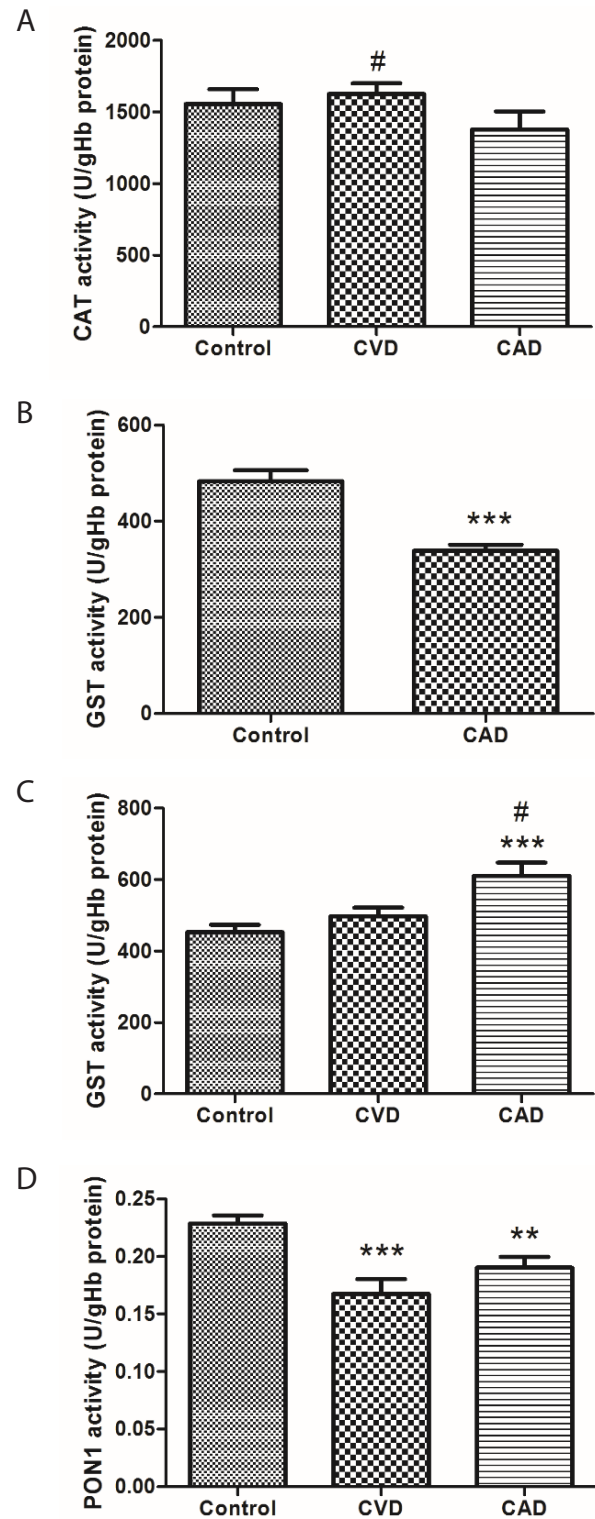 A
CAT activity (U/gHb protein)
2000
1500
1000
500
0
#
Control CVD CAD
B
GST activity (U/gHb protein)
600
400
200
0
***
Control CAD
C
GST activity (U/gHb protein)
800
600
400
200
0
#
***
Control CVD CAD
D
PON1 activity (U/gHb protein)
0.25
0.20
0.15
0.10
0.05
0.00
*** **
Control CVD CAD